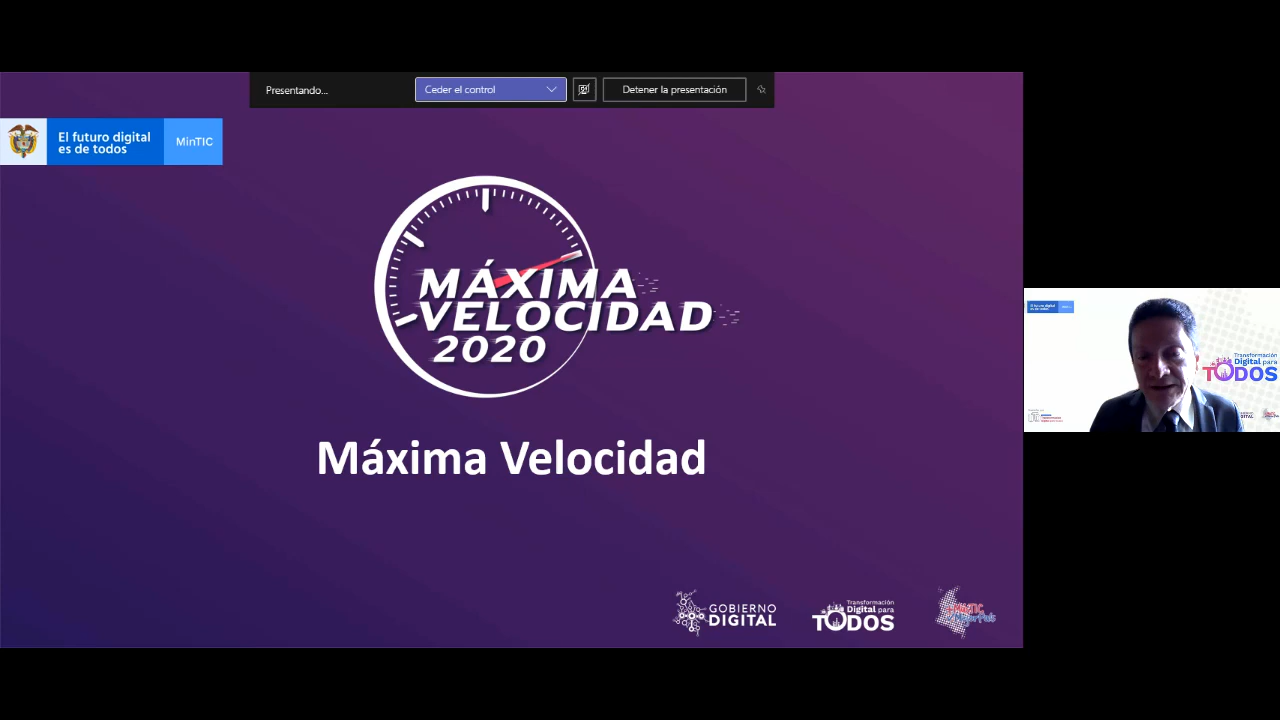 Presentando...
Ceder el control
Detener la presentación
El futuro digital
es de todos
MinTIC
MÁXIMA
VELOCIDAD
2020
Máxima Velocidad
GOBIERNO
DIGITAL
Transformación
Digital para
TODOS
Transformación
Digital para
TODOS